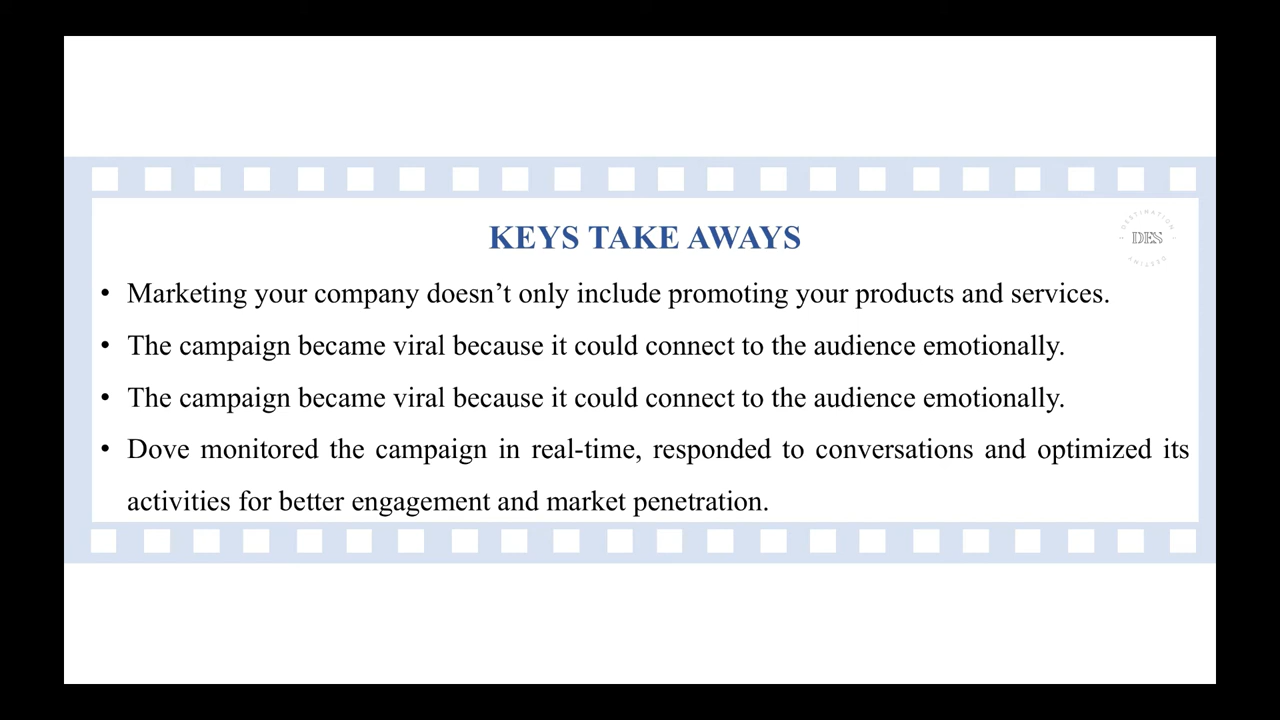 KEYS TAKE AWAYS
DESTINATION
DES
DESTINY
• Marketing your company doesn’t only include promoting your products and services.
• The campaign became viral because it could connect to the audience emotionally.
• The campaign became viral because it could connect to the audience emotionally.
• Dove monitored the campaign in real-time, responded to conversations and optimized its
activities for better engagement and market penetration.